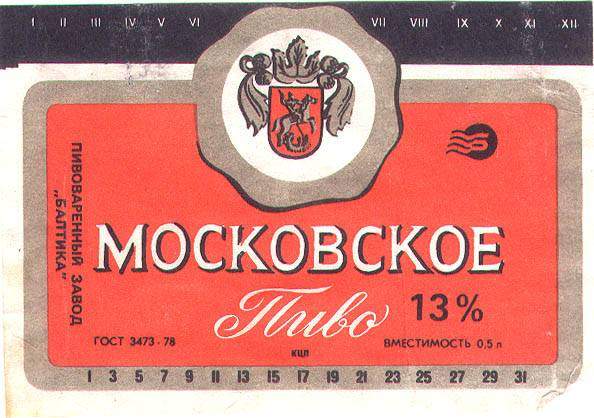 I II III IV V VI VII VIII IX X XI XII
ПИВОВАРЕННЫЙ ЗАВОД
„БАЛТИКА"
МОСКОВСКОЕ
Пиво 13%
ГОСТ 3473-78
КЦП
ВМЕСТИМОСТЬ 0,5 л
1 3 5 7 9 11 13 15 17 19 21 23 25 27 29 31